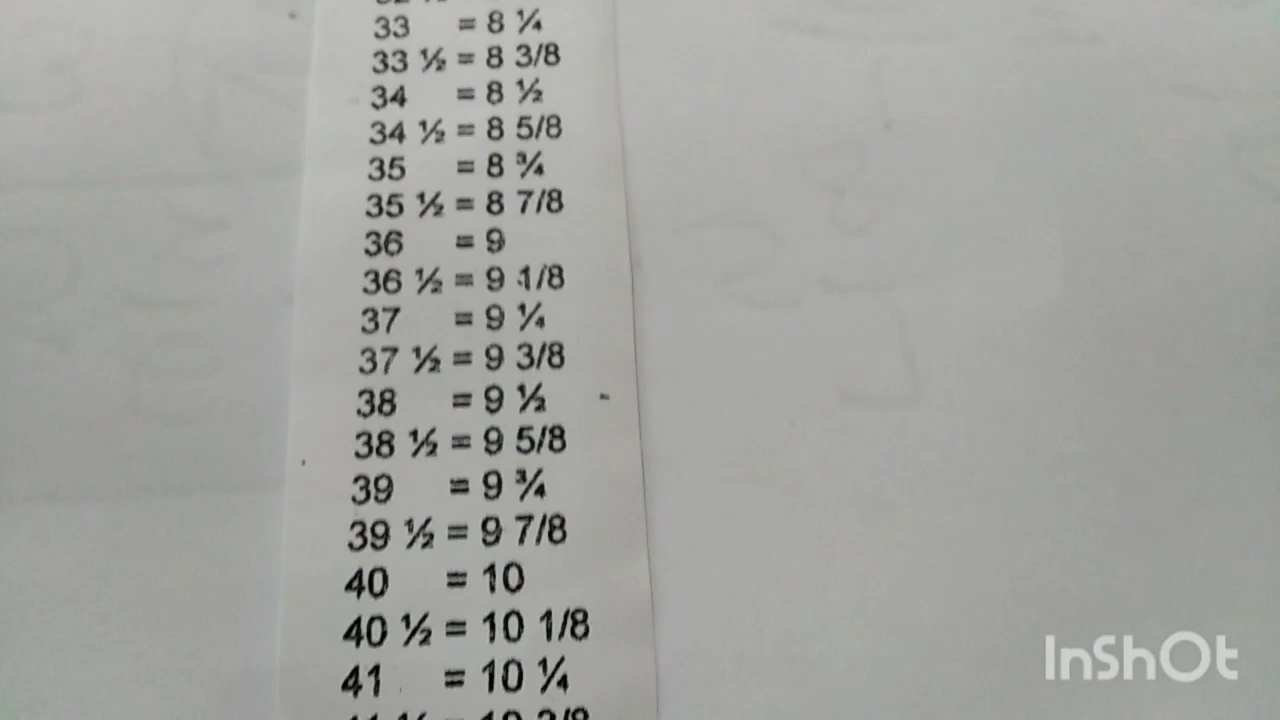 33 = 8 ¼
33 ½ = 8 3/8
34 = 8 ½
34 ½ = 8 5/8
35 = 8 ¾
35 ½ = 8 7/8
36 = 9
36 ½ = 9 1/8
37 = 9 ¼
37 ½ = 9 3/8
38 = 9 ½
38 ½ = 9 5/8
39 = 9 ¾
39 ½ = 9 7/8
40 = 10
40 ½ = 10 1/8
41 = 10 ¼
InShOt